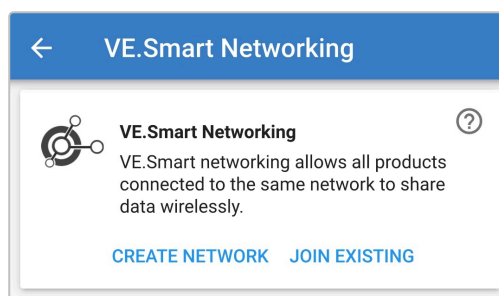 VE.Smart Networking
VE.Smart Networking
VE.Smart networking allows all products
connected to the same network to share
data wirelessly.
CREATE NETWORK JOIN EXISTING